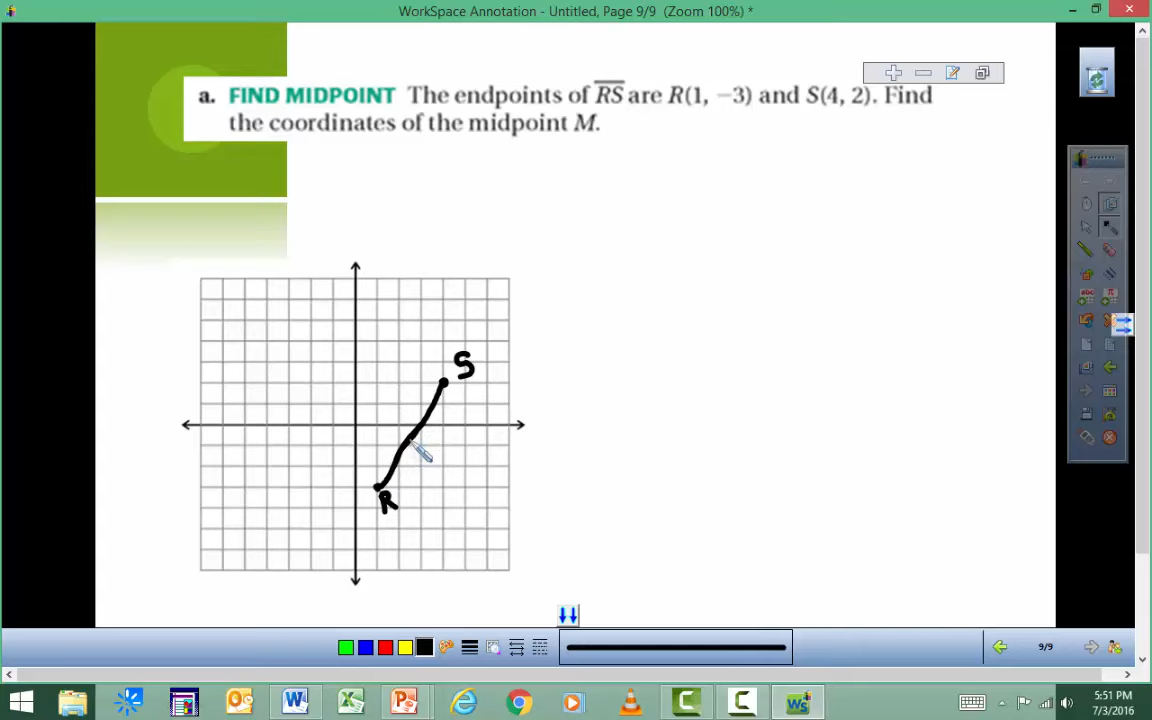 WorkSpace Annotation - Untitled, Page 9/9 (Zoom 100%) *
a. FIND MIDPOINT The endpoints of RS are R(1, −3) and S(4, 2). Find
the coordinates of the midpoint M.
S
R
9/9
5:51 PM
7/3/2016